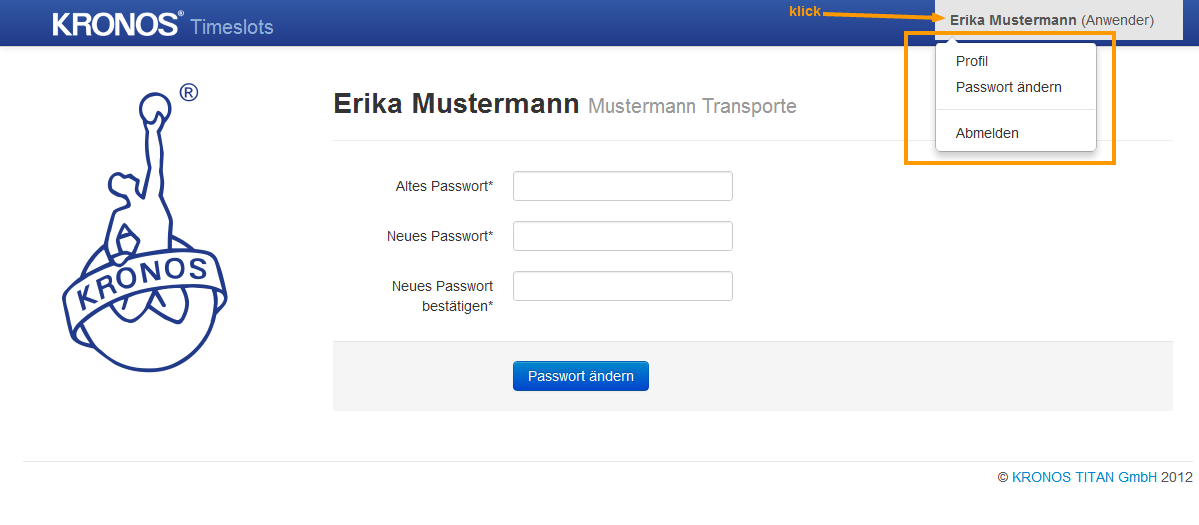 KRONOS® Timeslots
klick
Erika Mustermann (Anwender)
Profil
Passwort ändern
Abmelden
®
KRONOS
Erika Mustermann Mustermann Transporte
Altes Passwort*
Neues Passwort*
Neues Passwort
bestätigen*
Passwort ändern
© KRONOS TITAN GmbH 2012